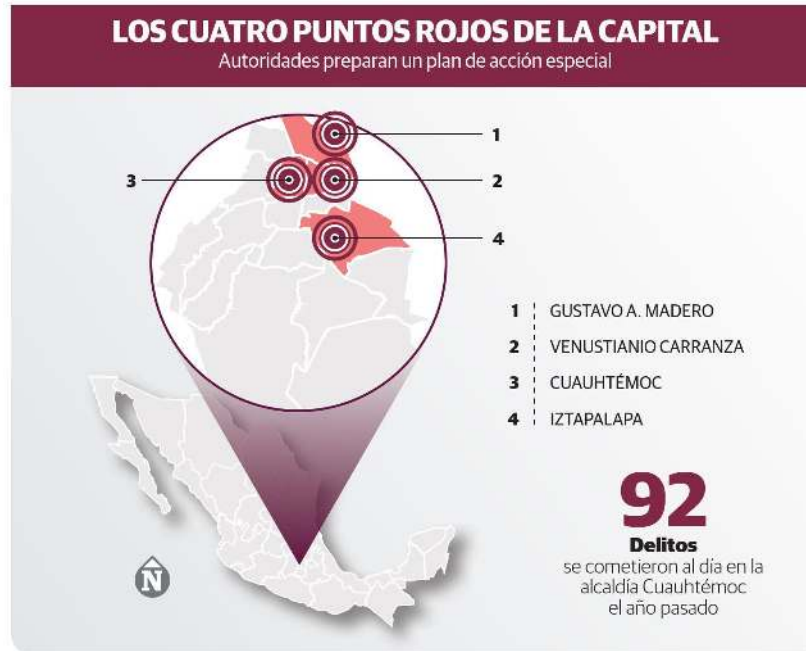 LOS CUATRO PUNTOS ROJOS DE LA CAPITAL
Autoridades preparan un plan de acción especial
1
3
2
4
1 GUSTAVO A. MADERO
2 VENUSTIANIO CARRANZA
3 CUAUHTÉMOC
4 IZTAPALAPA
92
Delitos
se cometieron al día en la
alcaldía Cuauhtémoc
el año pasado
N